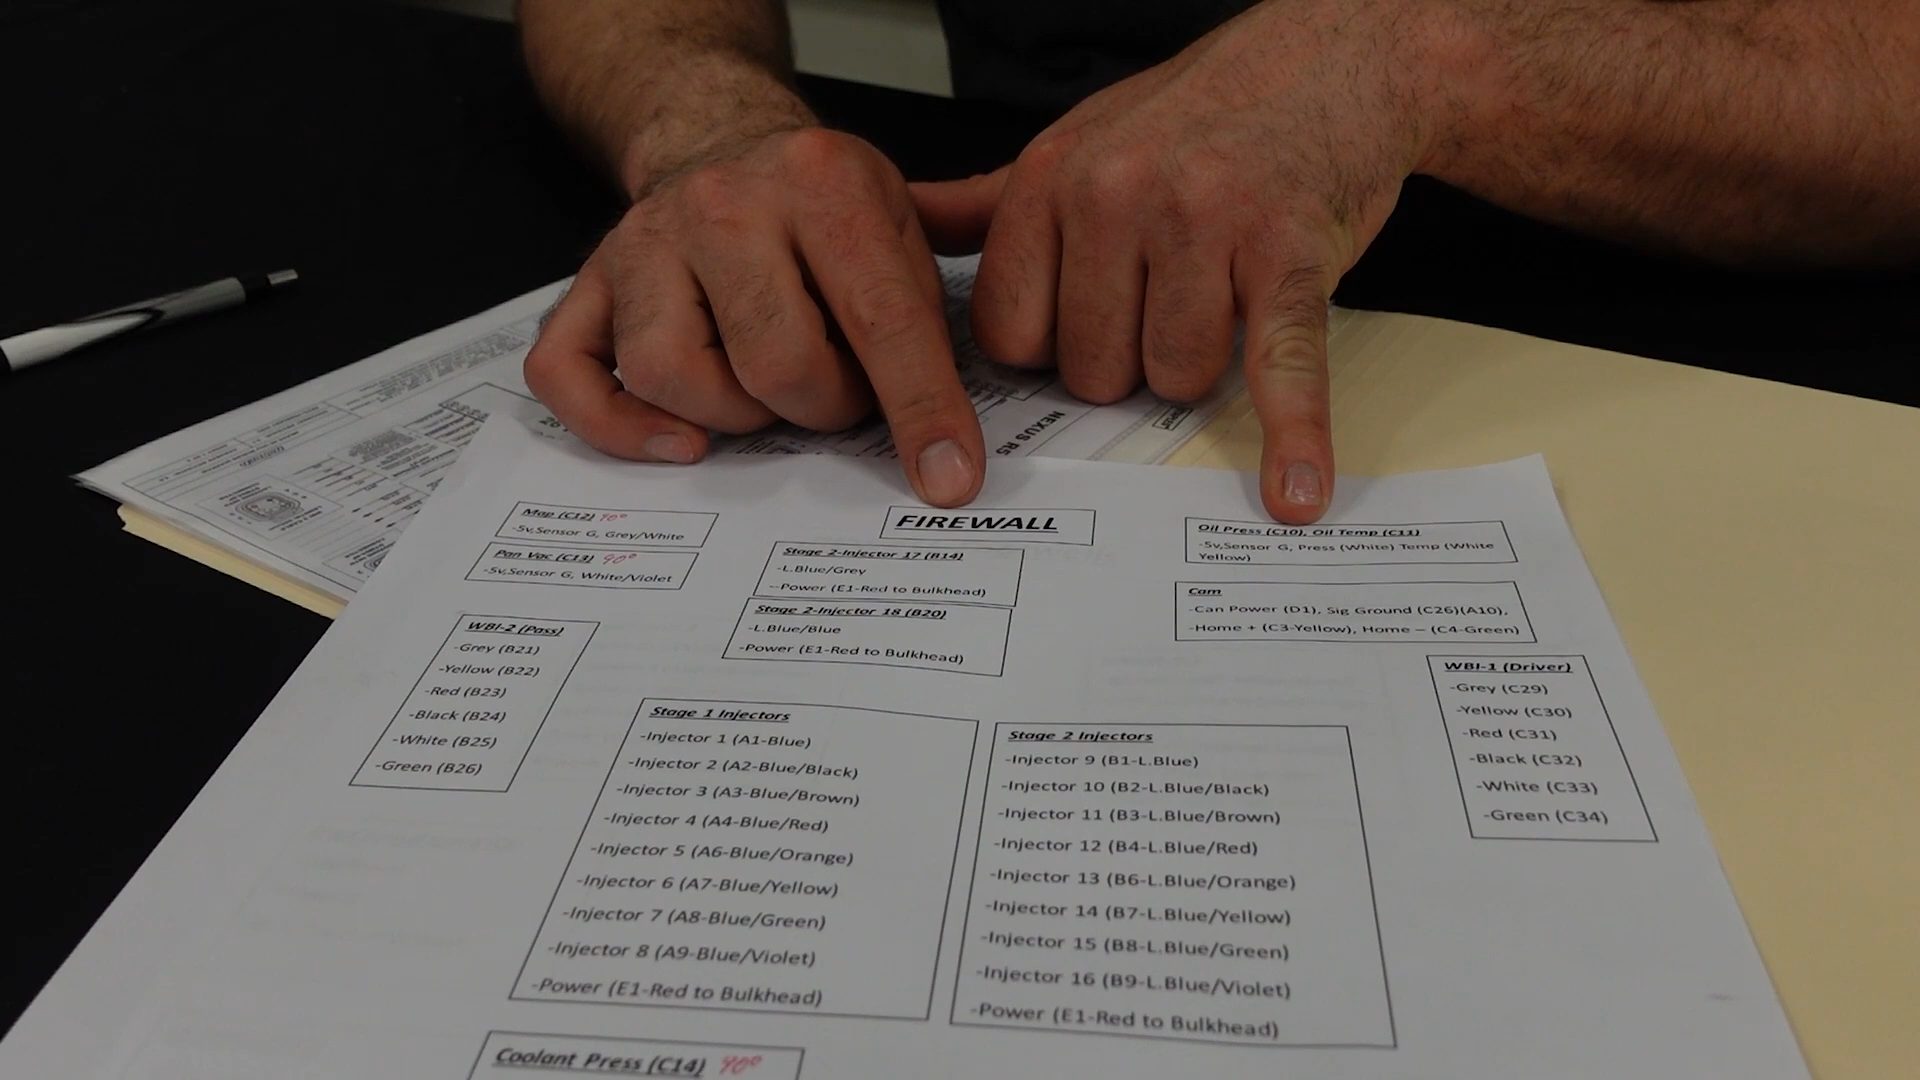 NEXUS R5
FIREWALL
Map (C12) 90°
-5v,Sensor G, Grey/White
Pan Vac (C13) 90°
-5v,Sensor G, White/Violet
Stage 2-Injector 17 (B14)
-L.Blue/Grey
--Power (E1-Red to Bulkhead)
Stage 2-Injector 18 (B20)
-L.Blue/Blue
-Power (E1-Red to Bulkhead)
Oil Press (C10), Oil Temp (C11)
-5v,Sensor G, Press (White) Temp (White
Yellow)
Cam
-Can Power (D1), Sig Ground (C26)(A10),
-Home + (C3-Yellow), Home – (C4-Green)
WBI-2 (Pass)
-Grey (B21)
-Yellow (B22)
-Red (B23)
-Black (B24)
-White (B25)
-Green (B26)
Stage 1 Injectors
-Injector 1 (A1-Blue)
-Injector 2 (A2-Blue/Black)
-Injector 3 (A3-Blue/Brown)
-Injector 4 (A4-Blue/Red)
-Injector 5 (A6-Blue/Orange)
-Injector 6 (A7-Blue/Yellow)
-Injector 7 (A8-Blue/Green)
-Injector 8 (A9-Blue/Violet)
-Power (E1-Red to Bulkhead)
Stage 2 Injectors
-Injector 9 (B1-L.Blue)
-Injector 10 (B2-L.Blue/Black)
-Injector 11 (B3-L.Blue/Brown)
-Injector 12 (B4-L.Blue/Red)
-Injector 13 (B6-L.Blue/Orange)
-Injector 14 (B7-L.Blue/Yellow)
-Injector 15 (B8-L.Blue/Green)
-Injector 16 (B9-L.Blue/Violet)
-Power (E1-Red to Bulkhead)
WBI-1 (Driver)
-Grey (C29)
-Yellow (C30)
-Red (C31)
-Black (C32)
-White (C33)
-Green (C34)
Coolant Press (C14) 90°